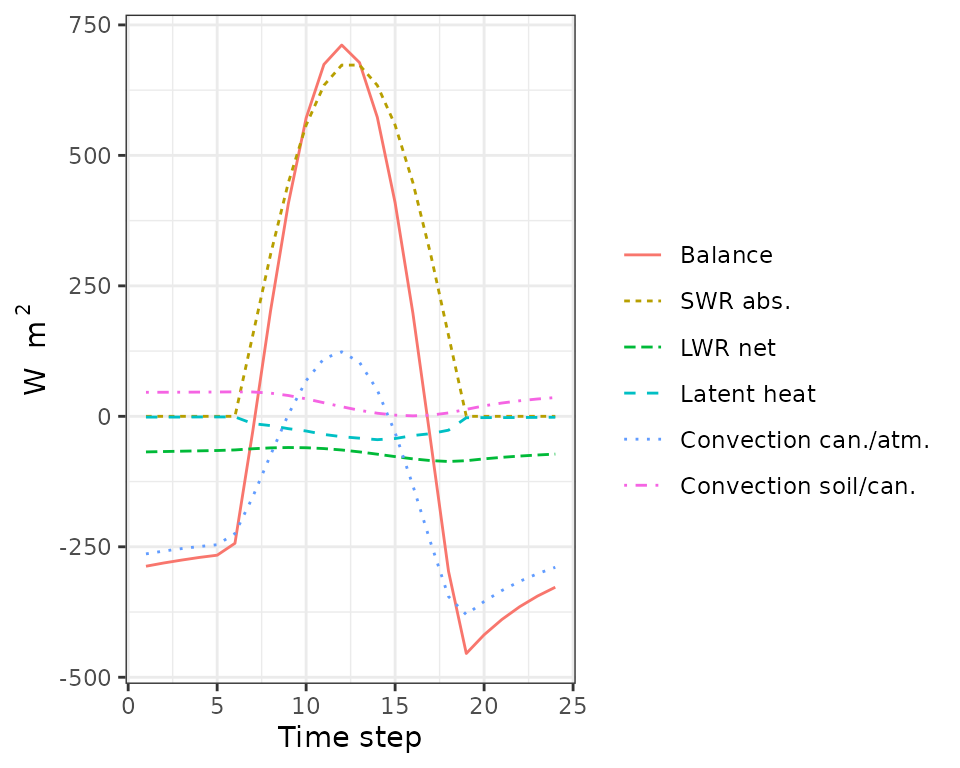 750
500
250
0
-250
-500
0 5 10 15 20 25
Time step
W m²
Balance
SWR abs.
LWR net
Latent heat
Convection can./atm.
Convection soil/can.